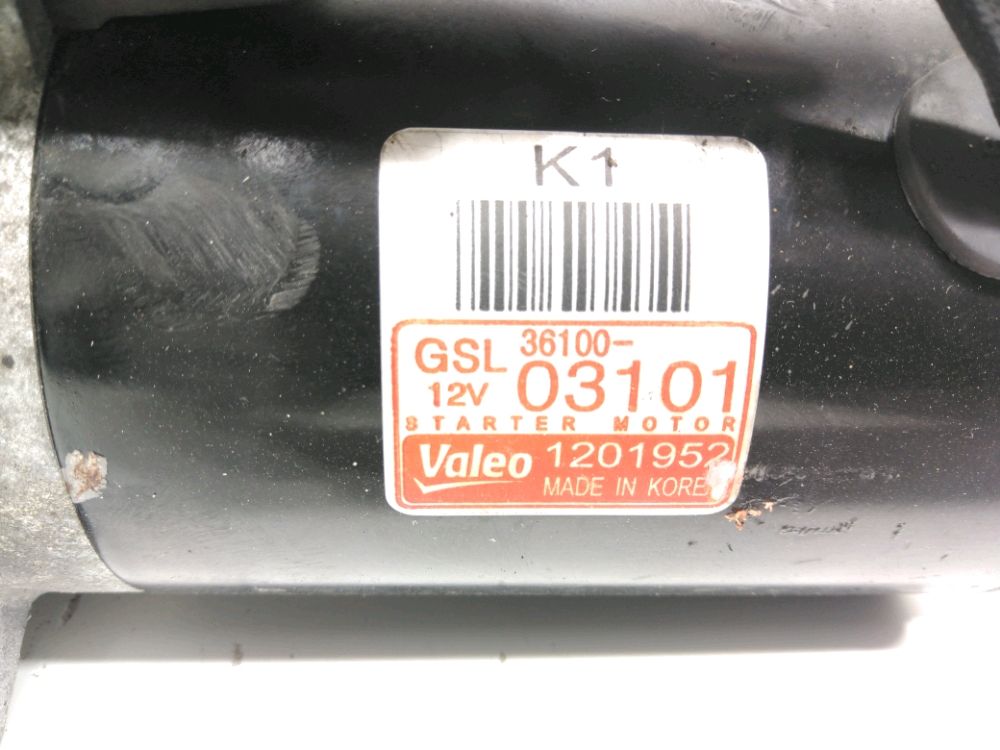 K1
GSL 36100-
12V 03101
STARTER MOTOR
Valeo 1201952
MADE IN KORE